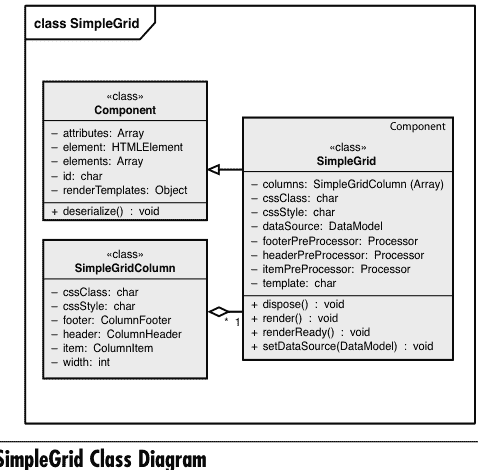 class SimpleGrid
«class»
Component
– attributes: Array
– element: HTMLElement
– elements: Array
– id: char
– renderTemplates: Object
+ deserialize() : void
Component
«class»
SimpleGrid
– columns: SimpleGridColumn (Array)
– cssClass: char
– cssStyle: char
– dataSource: DataModel
– footerPreProcessor: Processor
– headerPreProcessor: Processor
– itemPreProcessor: Processor
– template: char
+ dispose() : void
+ render() : void
+ renderReady() : void
+ setDataSource(DataModel) : void
«class»
SimpleGridColumn
– cssClass: char
– cssStyle: char
– footer: ColumnFooter
– header: ColumnHeader
– item: ColumnItem
– width: int
* 1
SimpleGrid Class Diagram